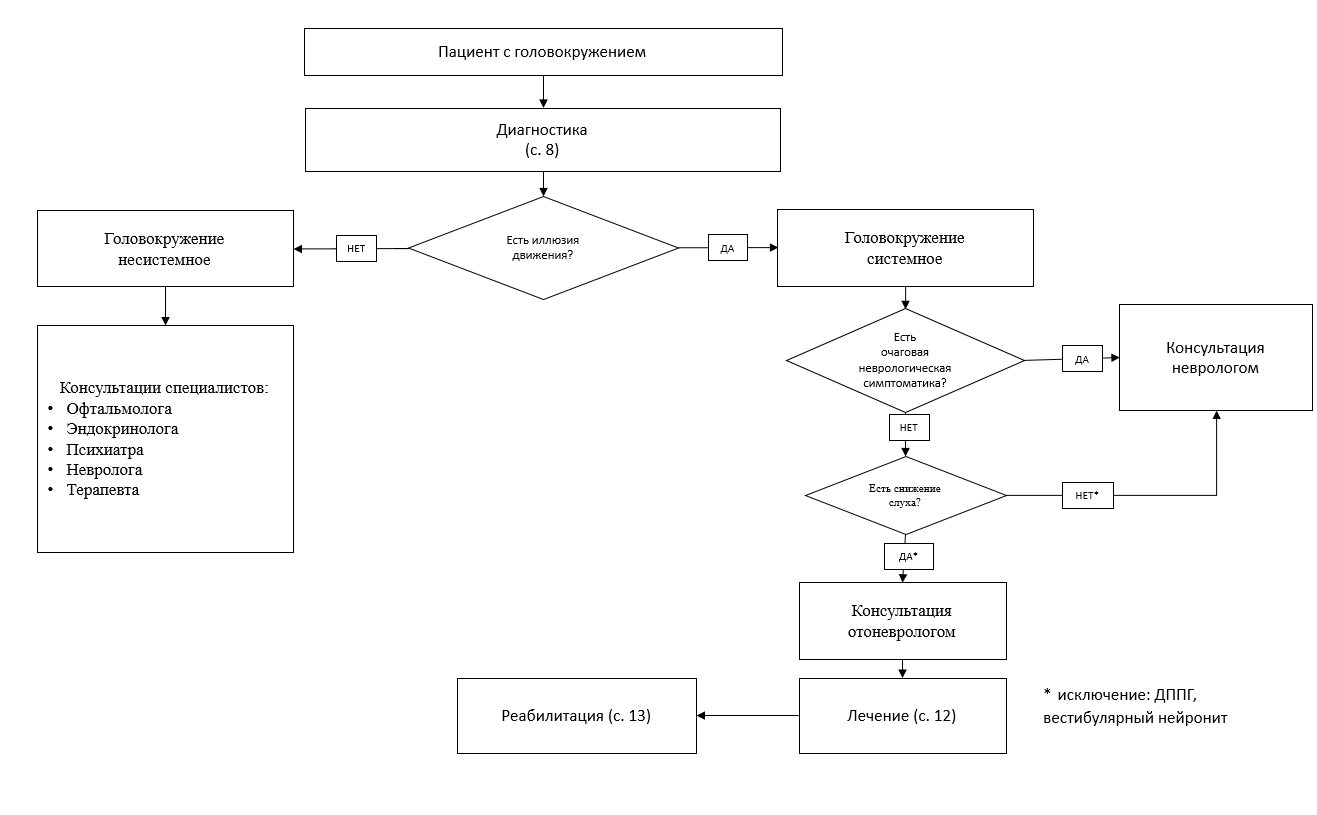 Пациент с головокружением
Диагностика
(с. 8)
Есть иллюзия
движения?
НЕТ
ДА
Головокружение
несистемное
Головокружение
системное
Консультации специалистов:
• Офтальмолога
• Эндокринолога
• Психиатра
• Невролога
• Терапевта
Есть
очаговая
неврологическая
симптоматика?
ДА
Консультация
неврологом
НЕТ
Есть снижение
слуха?
НЕТ*
ДА*
Консультация
отоневрологом
Лечение (с. 12)
Реабилитация (с. 13)
* исключение: ДППГ,
вестибулярный нейронит